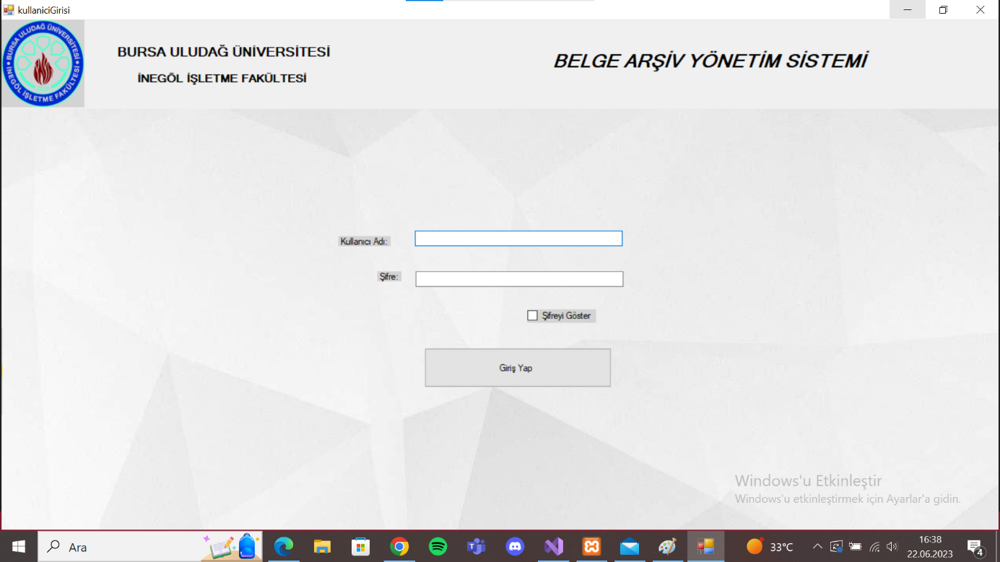 kullaniciGirisi
BURSA ULUDAĞ ÜNİVERSİTESİ
İNEGÖL İŞLETME FAKÜLTESİ
BURSA ULUDAĞ ÜNİVERSİTESİ
İNEGÖL İŞLETME FAKÜLTESİ
BELGE ARŞİV YÖNETİM SİSTEMİ
Kullanıcı Adı:
Şifre:
Şifreyi Göster
Giriş Yap
Windows'u Etkinleştir
Windows'u etkinleştirmek için Ayarlar'a gidin.
Ara
33°C
16:38
22.06.2023
4